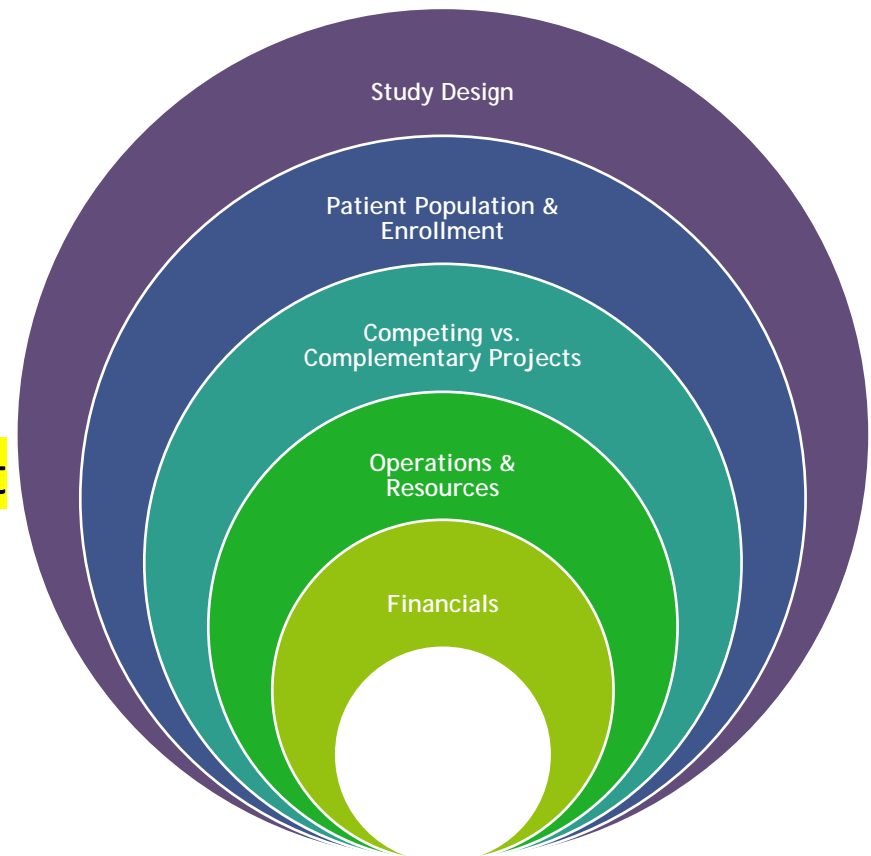 Study Design
Patient Population &
Enrollment
Competing vs.
Complementary Projects
Operations &
Resources
Financials